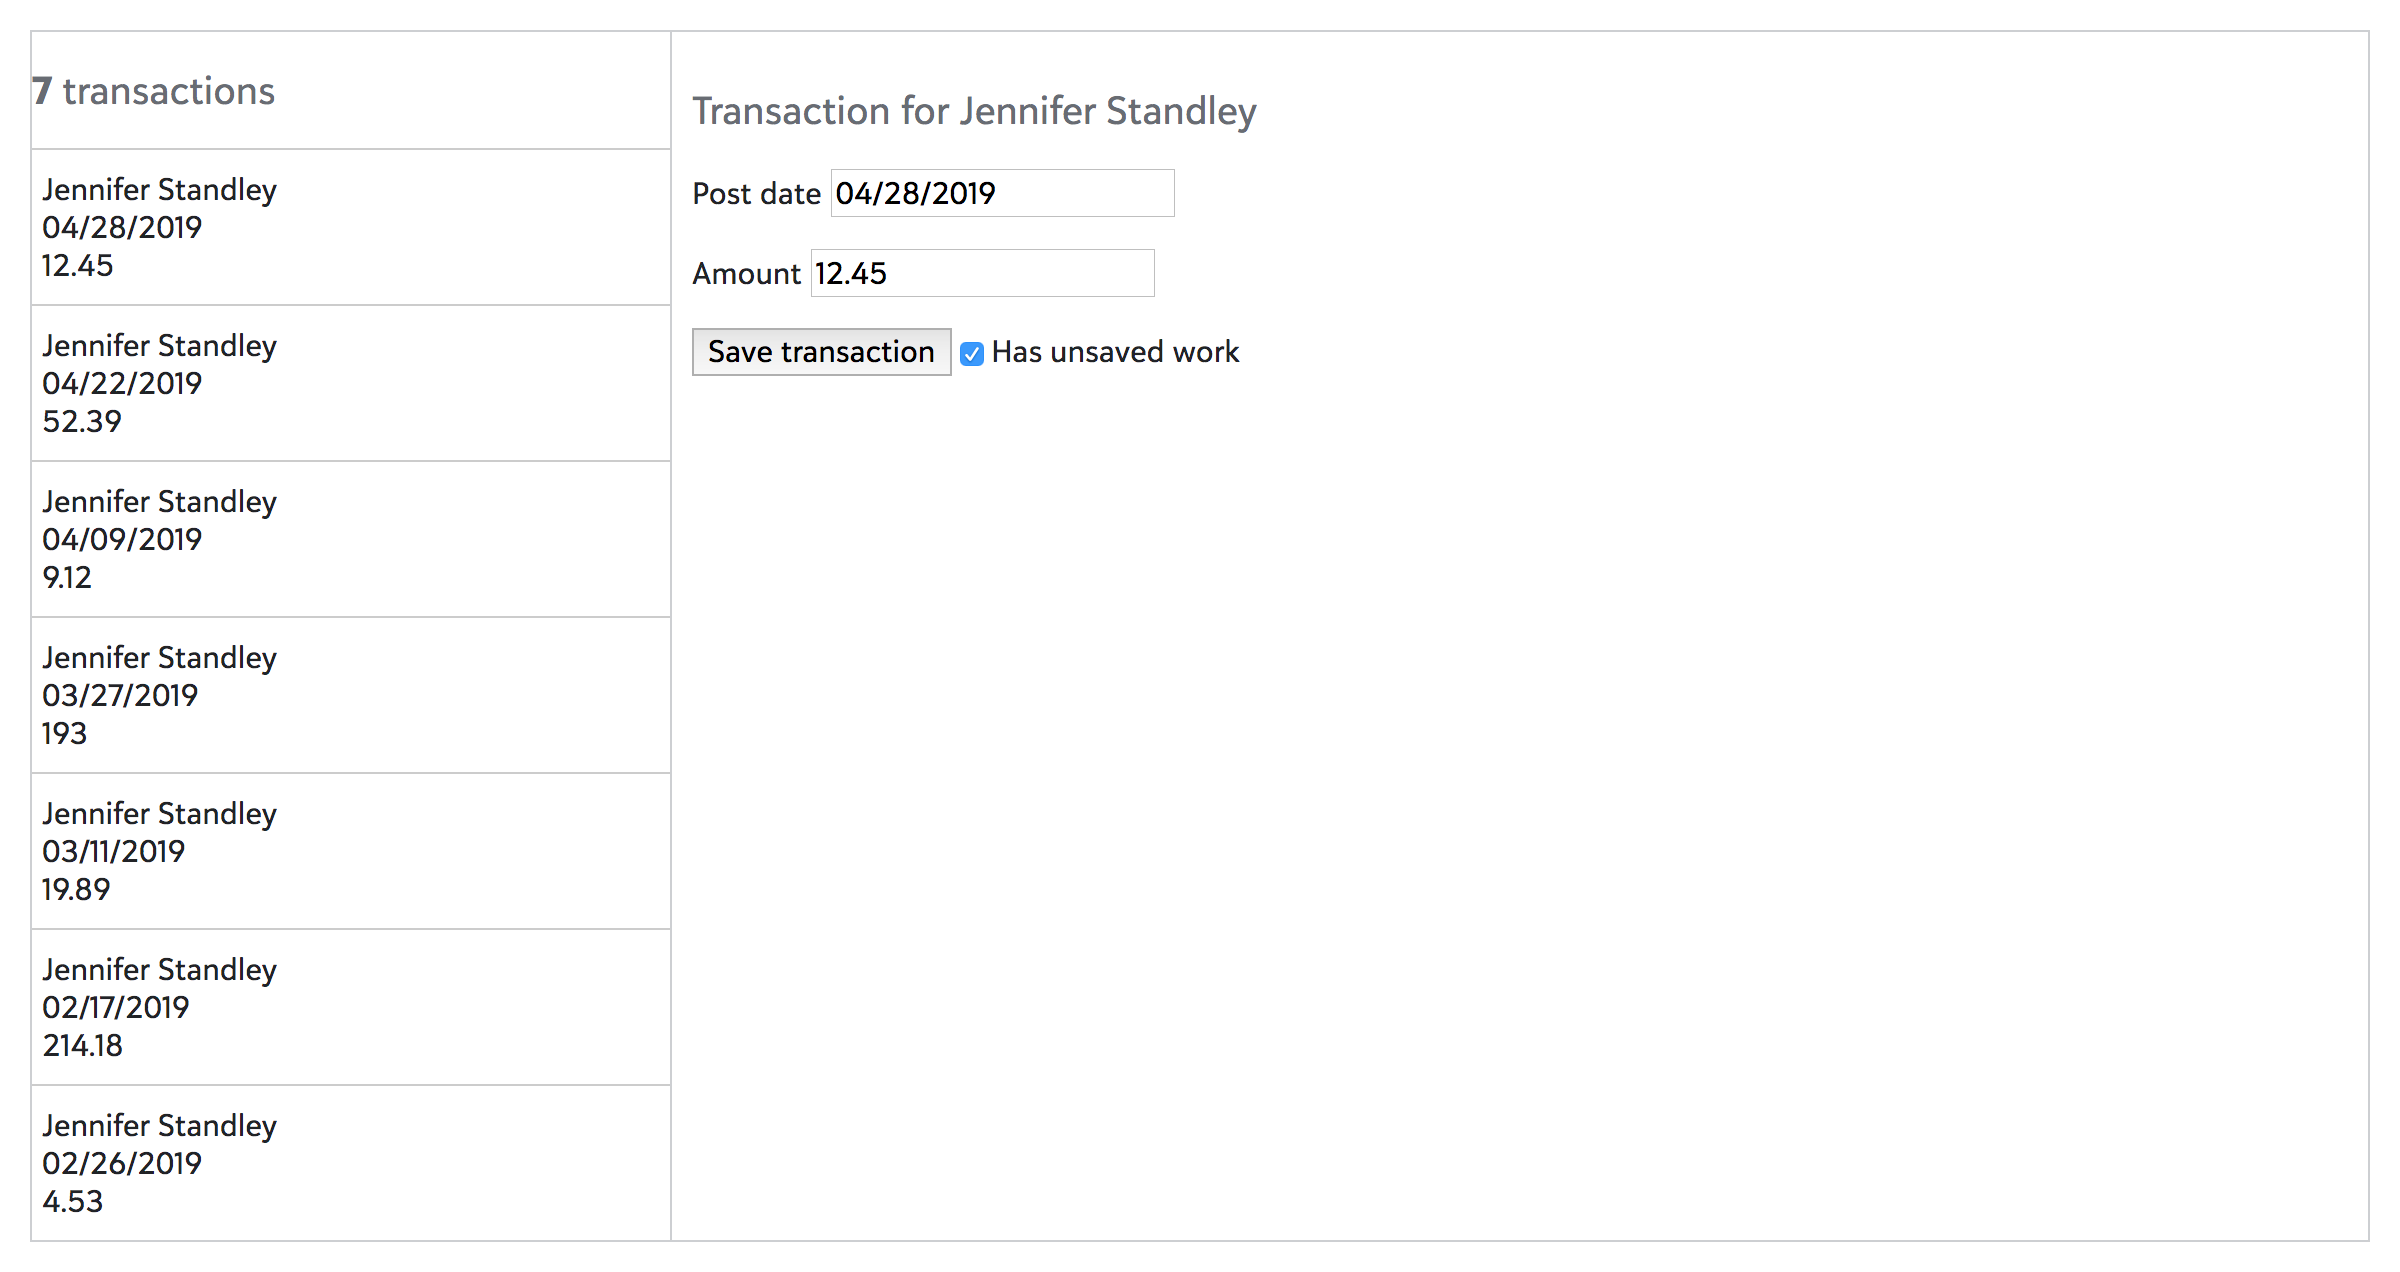 7 transactions
Jennifer Standley
04/28/2019
12.45
Jennifer Standley
04/22/2019
52.39
Jennifer Standley
04/09/2019
9.12
Jennifer Standley
03/27/2019
193
Jennifer Standley
03/11/2019
19.89
Jennifer Standley
02/17/2019
214.18
Jennifer Standley
02/26/2019
4.53
Transaction for Jennifer Standley
Post date 04/28/2019
Amount 12.45
Save transaction Has unsaved work